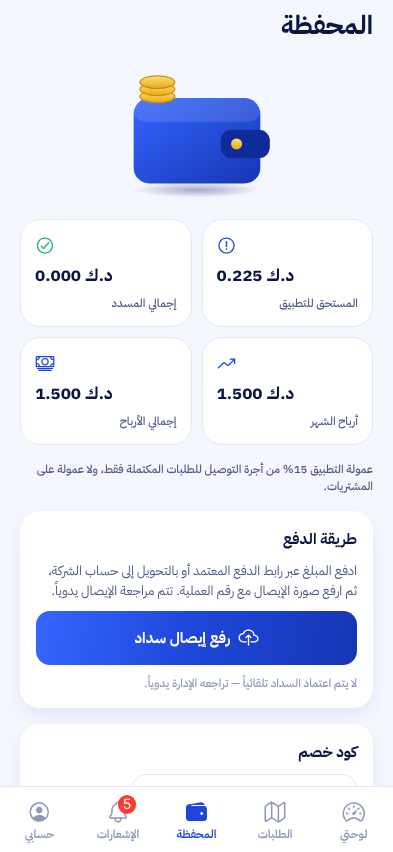 المحفظة
0.225 د.ك
المستحق للتطبيق
0.000 د.ك
إجمالي المسدد
1.500 د.ك
أرباح الشهر
1.500 د.ك
إجمالي الأرباح
عمولة التطبيق 15% من أجرة التوصيل للطلبات المكتملة فقط، ولا عمولة على
المشتريات.
طريقة الدفع
ادفع المبلغ عبر رابط الدفع المعتمد أو بالتحويل إلى حساب الشركة،
ثم ارفع صورة الإيصال مع رقم العملية. تتم مراجعة الإيصال يدوياً.
رفع إيصال سداد
لا يتم اعتماد السداد تلقائياً — تراجعه الإدارة يدوياً.
كود خصم
لوحتي
الطلبات
المحفظة
5
الإشعارات
حسابي